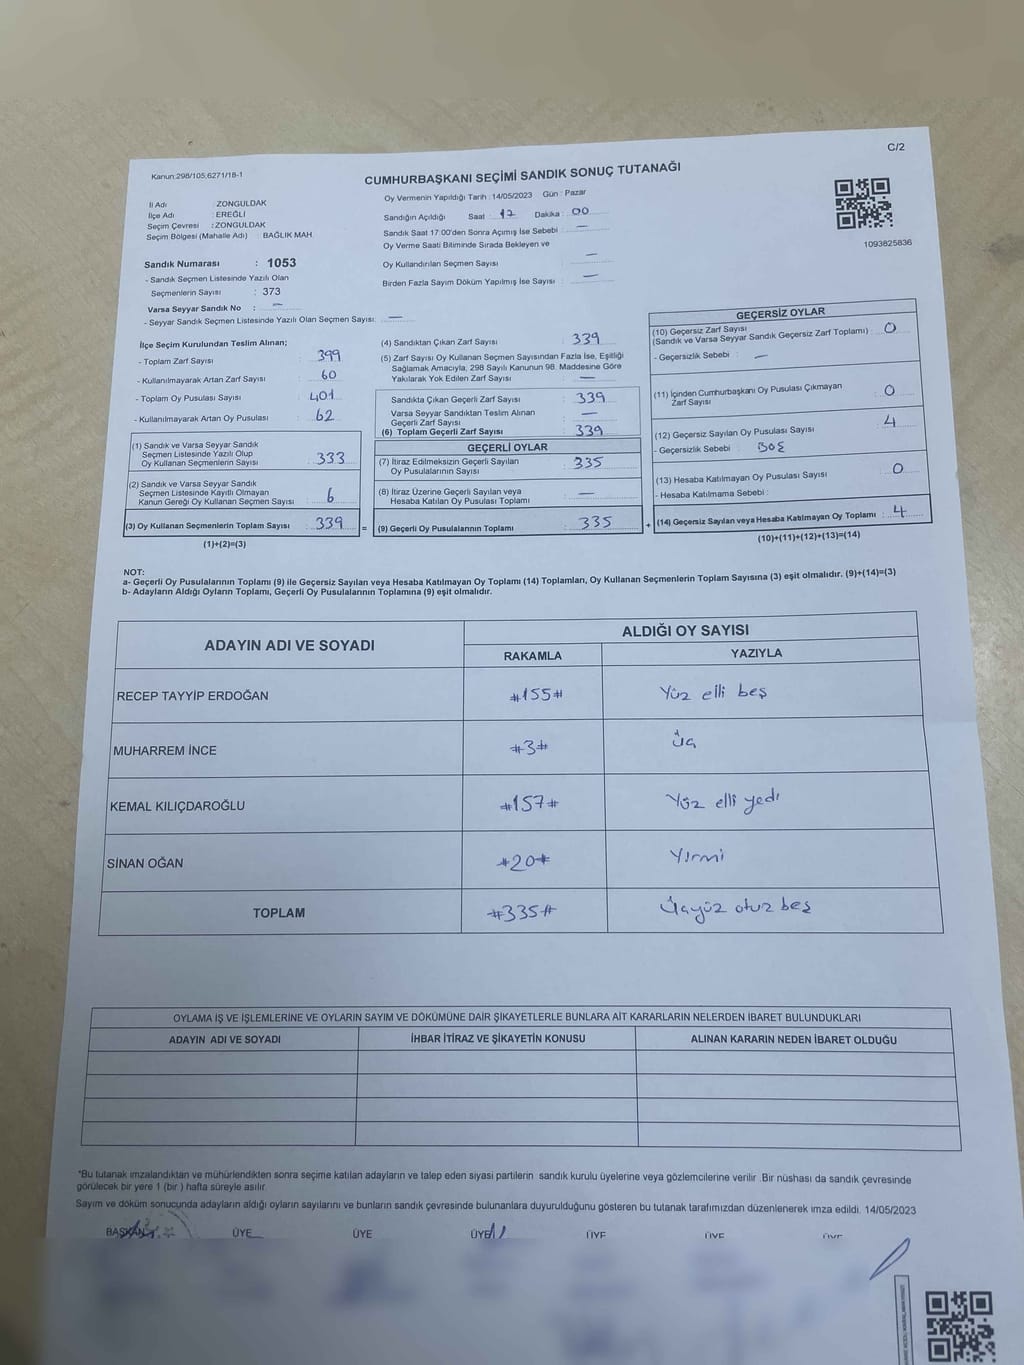 C/2
Kanun:298/105,6271/18-1
CUMHURBAŞKANI SEÇİMİ SANDIK SONUÇ TUTANAĞI
İl Adı : ZONGULDAK
İlçe Adı : EREĞLİ
Seçim Çevresi : ZONGULDAK
Seçim Bölgesi (Mahalle Adı) : BAĞLIK MAH.
Sandık Numarası : 1053
- Sandık Seçmen Listesinde Yazılı Olan
Seçmenlerin Sayısı : 373
Varsa Seyyar Sandık No : —
- Seyyar Sandık Seçmen Listesinde Yazılı Olan Seçmen Sayısı: —
Oy Vermenin Yapıldığı Tarih : 14/05/2023 Gün : Pazar
Sandığın Açıldığı Saat : 17 Dakika : 00
Sandık Saat 17:00'den Sonra Açımış İse Sebebi : —
Oy Verme Saati Bitiminde Sırada Bekleyen ve
Oy Kullandırılan Seçmen Sayısı : —
Birden Fazla Sayım Döküm Yapılmış İse Sayısı : —
1093825836
İlçe Seçim Kurulundan Teslim Alınan;
- Toplam Zarf Sayısı : 399
- Kullanılmayarak Artan Zarf Sayısı : 60
- Toplam Oy Pusulası Sayısı : 401
- Kullanılmayarak Artan Oy Pusulası : 62
(1) Sandık ve Varsa Seyyar Sandık
Seçmen Listesinde Yazılı Olup
Oy Kullanan Seçmenlerin Sayısı : 333
(2) Sandık ve Varsa Seyyar Sandık
Seçmen Listesinde Kayıtlı Olmayan
Kanun Gereği Oy Kullanan Seçmen Sayısı : 6
(3) Oy Kullanan Seçmenlerin Toplam Sayısı : 339
(1)+(2)=(3)
(4) Sandıktan Çıkan Zarf Sayısı : 339
(5) Zarf Sayısı Oy Kullanan Seçmen Sayısından Fazla İse, Eşitliği
Sağlamak Amacıyla, 298 Sayılı Kanunun 98. Maddesine Göre
Yakılarak Yok Edilen Zarf Sayısı : —
Sandıkta Çıkan Geçerli Zarf Sayısı : 339
Varsa Seyyar Sandıktan Teslim Alınan
Geçerli Zarf Sayısı : —
(6) Toplam Geçerli Zarf Sayısı : 339
GEÇERLİ OYLAR
(7) İtiraz Edilmeksizin Geçerli Sayılan
Oy Pusulalarının Sayısı : 335
(8) İtiraz Üzerine Geçerli Sayılan veya
Hesaba Katılan Oy Pusulası Toplamı : —
= (9) Geçerli Oy Pusulalarının Toplamı : 335
GEÇERSİZ OYLAR
(10) Geçersiz Zarf Sayısı
(Sandık ve Varsa Seyyar Sandık Geçersiz Zarf Toplamı) : 0
- Geçersizlik Sebebi : —
(11) İçinden Cumhurbaşkanı Oy Pusulası Çıkmayan
Zarf Sayısı : 0
(12) Geçersiz Sayılan Oy Pusulası Sayısı : 4
- Geçersizlik Sebebi : BOŞ
(13) Hesaba Katılmayan Oy Pusulası Sayısı : 0
- Hesaba Katılmama Sebebi :
+ (14) Geçersiz Sayılan veya Hesaba Katılmayan Oy Toplamı : 4
(10)+(11)+(12)+(13)=(14)
NOT:
a- Geçerli Oy Pusulalarının Toplamı (9) ile Geçersiz Sayılan veya Hesaba Katılmayan Oy Toplamı (14) Toplamları, Oy Kullanan Seçmenlerin Toplam Sayısına (3) eşit olmalıdır. (9)+(14)=(3)
b- Adayların Aldığı Oyların Toplamı, Geçerli Oy Pusulalarının Toplamına (9) eşit olmalıdır.
ADAYIN ADI VE SOYADI ALDIĞI OY SAYISI
RAKAMLA YAZIYLA
RECEP TAYYİP ERDOĞAN #155# Yüz elli beş
MUHARREM İNCE #3# Üç
KEMAL KILIÇDAROĞLU #157# Yüz elli yedi
SİNAN OĞAN #20# Yirmi
TOPLAM #335# Üçyüz otuz beş
OYLAMA İŞ VE İŞLEMLERİNE VE OYLARIN SAYIM VE DÖKÜMÜNE DAİR ŞİKAYETLERLE BUNLARA AİT KARARLARIN NELERDEN İBARET BULUNDUKLARI
ADAYIN ADI VE SOYADI İHBAR İTİRAZ VE ŞİKAYETİN KONUSU ALINAN KARARIN NEDEN İBARET OLDUĞU
*Bu tutanak imzalandıktan ve mühürlendikten sonra seçime katılan adayların ve talep eden siyasi partilerin sandık kurulu üyelerine veya gözlemcilerine verilir .Bir nüshası da sandık çevresinde
görülecek bir yere 1 (bir ) hafta süreyle asılır.
Sayım ve döküm sonucunda adayların aldığı oyların sayılarını ve bunların sandık çevresinde bulunanlara duyurulduğunu gösteren bu tutanak tarafımızdan düzenlenerek imza edildi. 14/05/2023
BAŞKAN ÜYE ÜYE ÜYE ÜYE ÜYE ÜYE